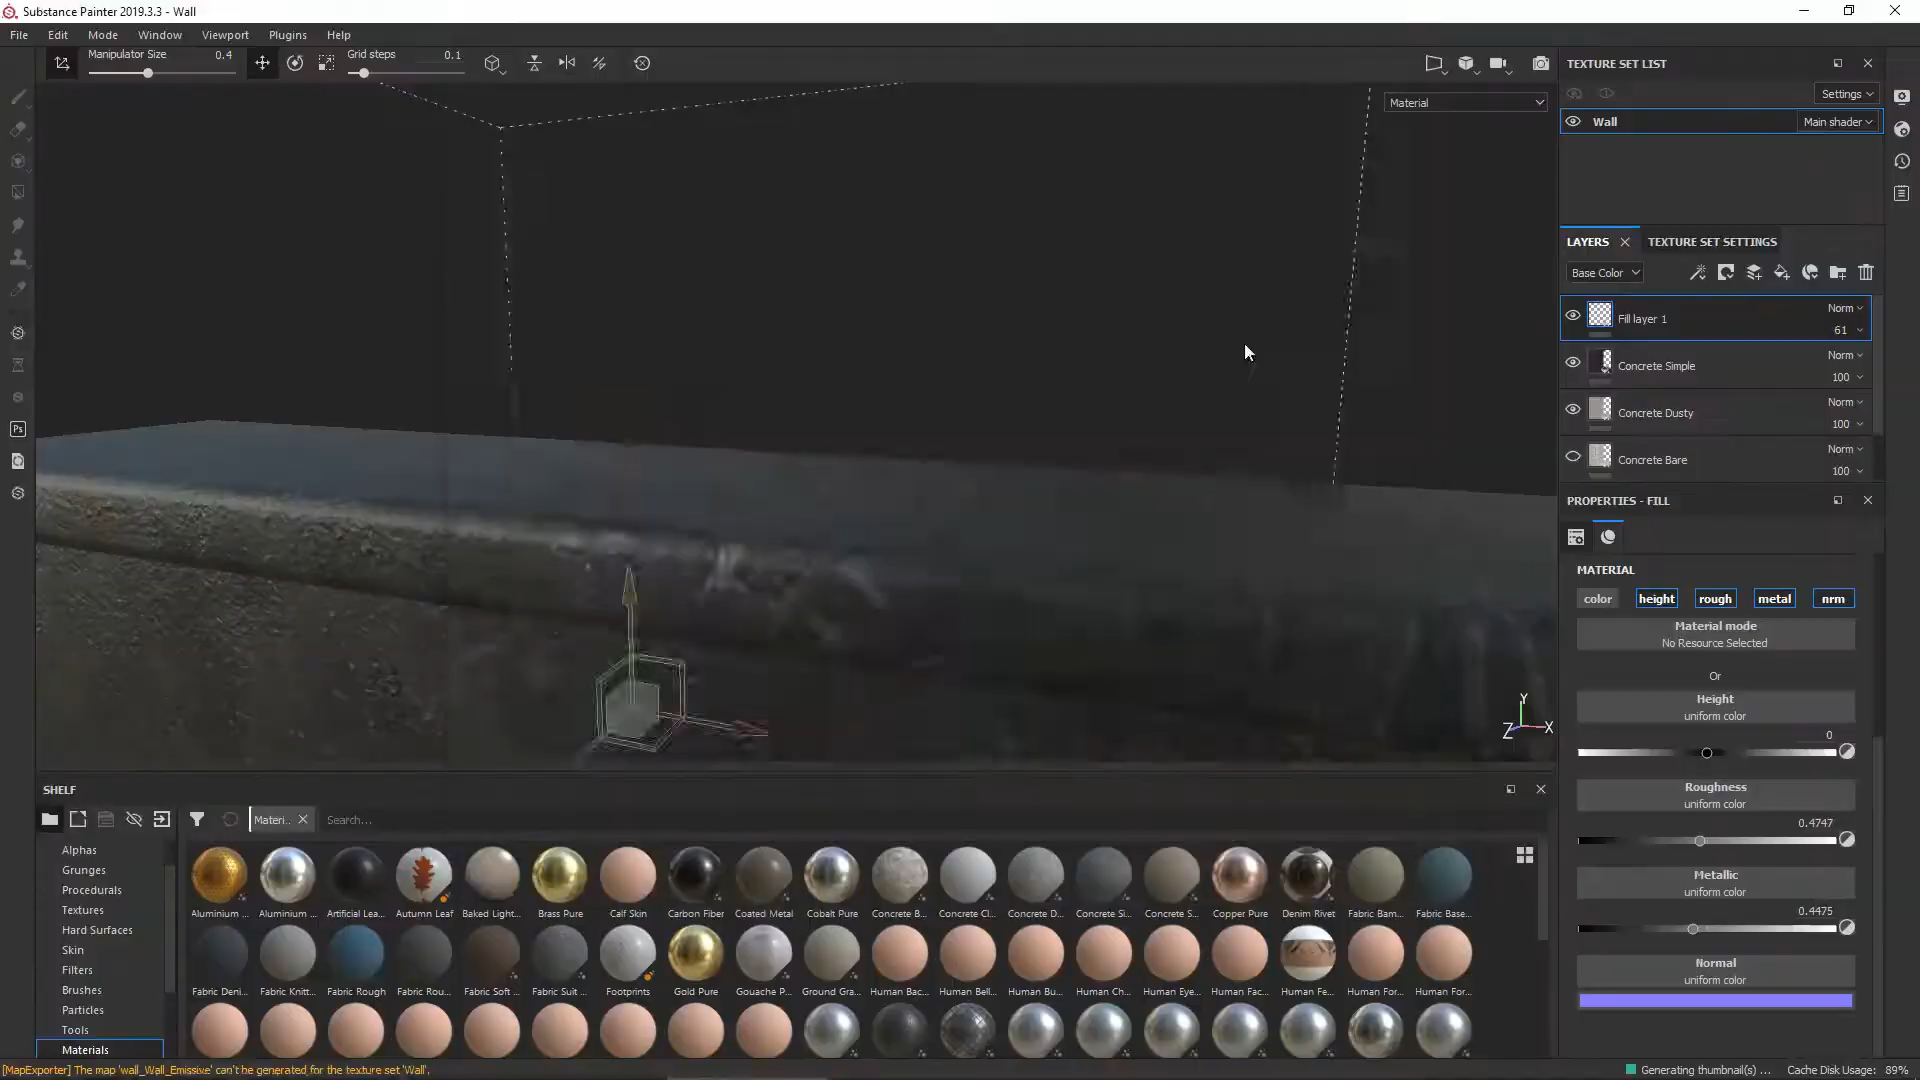 Substance Painter 2019.3.3 - Wall
File Edit Mode Window Viewport Plugins Help
Manipulator Size 0.4 Grid steps 0.1
Material
TEXTURE SET LIST
Settings
Wall Main shader
LAYERS TEXTURE SET SETTINGS
Base Color
Norm
Fill layer 1
61
Norm
Concrete Simple
100
Norm
Concrete Dusty
100
Norm
Concrete Bare
100
PROPERTIES - FILL
MATERIAL
color height rough metal nrm
Material mode
No Resource Selected
Or
Height
uniform color
0
Roughness
uniform color
0.4747
Metallic
uniform color
0.4475
Normal
uniform color
Y
Z X
Ps
SHELF
Materi.. Search...
Alphas
Grunges
Procedurals
Textures
Hard Surfaces
Skin
Filters
Brushes
Particles
Tools
Materials
Aluminium ... Aluminium ... Artificial Lea... Autumn Leaf Baked Light... Brass Pure Calf Skin Carbon Fiber Coated Metal Cobalt Pure Concrete B... Concrete Cl... Concrete D... Concrete Si... Concrete S... Copper Pure Denim Rivet Fabric Bam... Fabric Base...
Fabric Deni... Fabric Knitt... Fabric Rough Fabric Rou... Fabric Soft ... Fabric Suit ... Footprints Gold Pure Gouache P... Ground Gra... Human Bac... Human Bell... Human Bu... Human Ch... Human Eye... Human Fac... Human Fe... Human For... Human For...
[MapExporter] The map 'wall_Wall_Emissive' can't be generated for the texture set 'Wall'.
Generating thumbnail(s) ... Cache Disk Usage: 89%